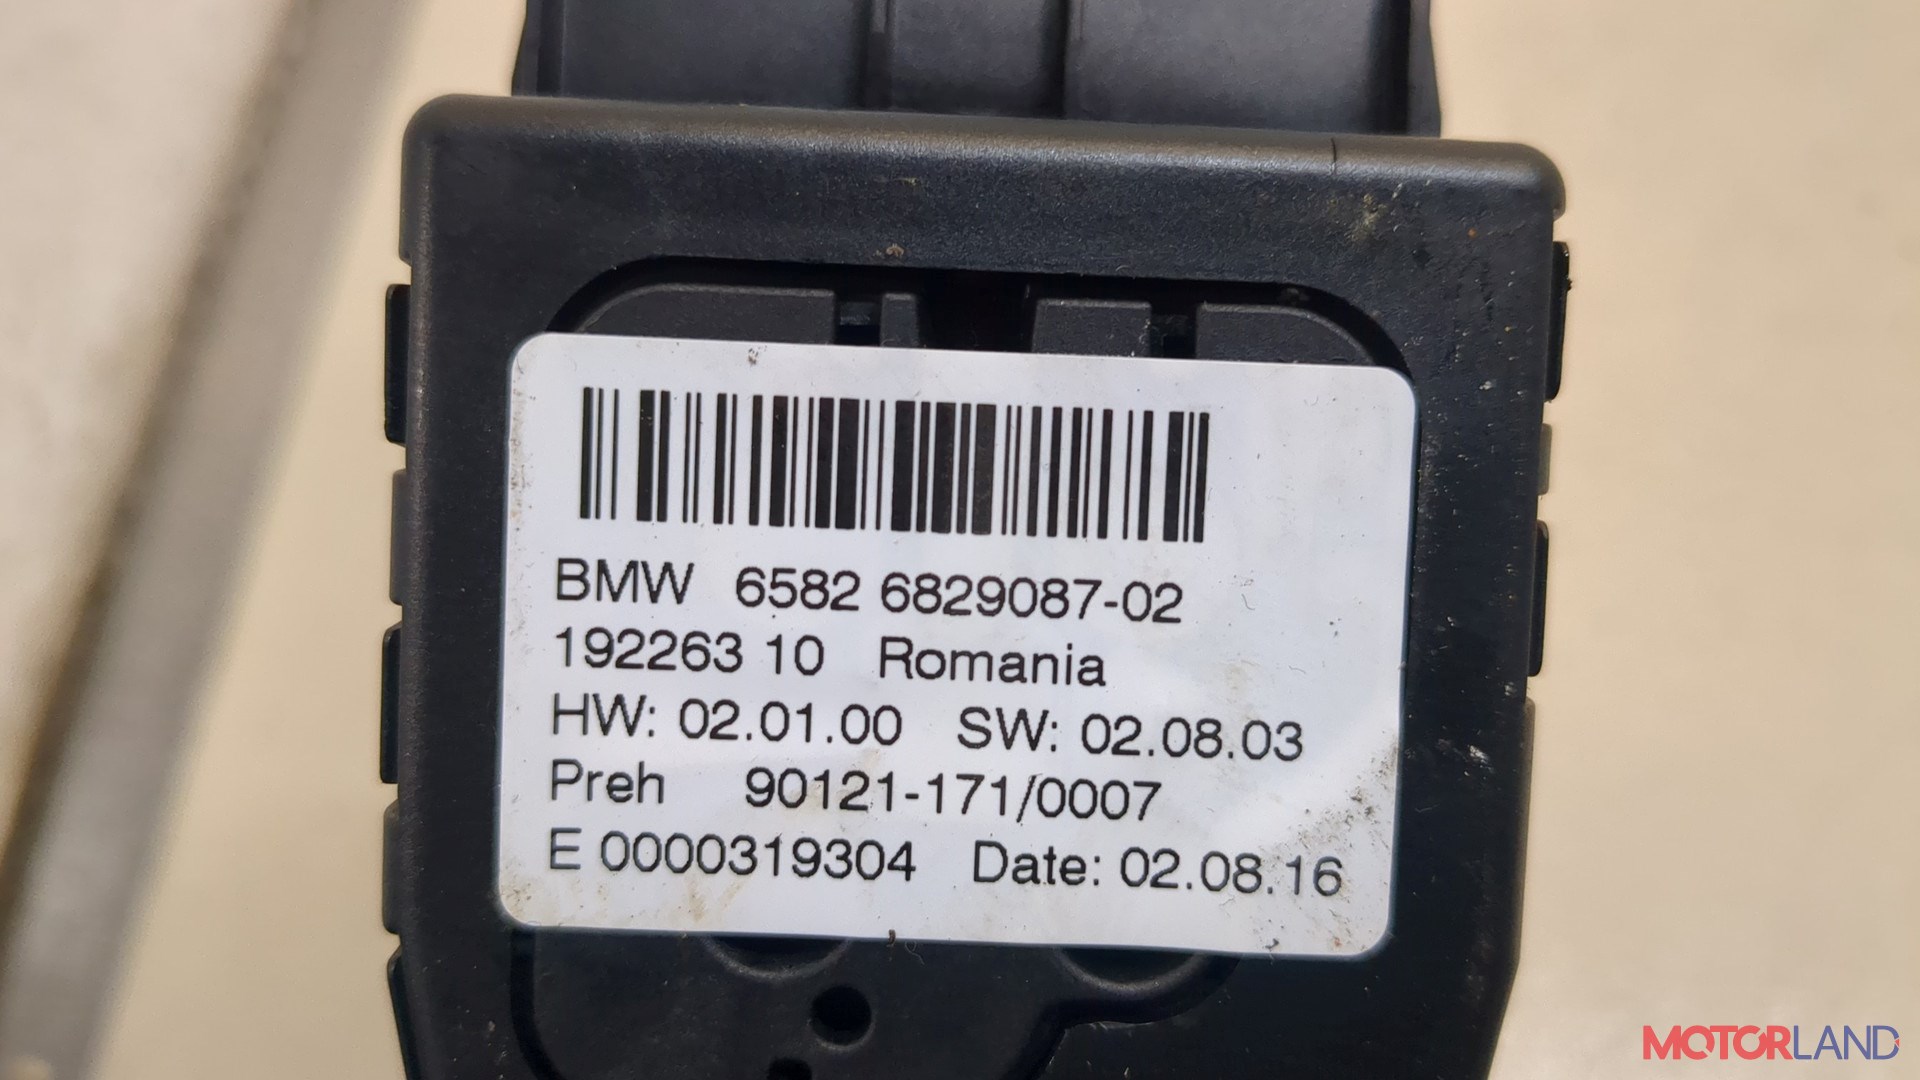 BMW 6582 6829087-02
192263 10 Romania
HW: 02.01.00 SW: 02.08.03
Preh 90121-171/0007
E 0000319304 Date: 02.08.16
MOTORLAND